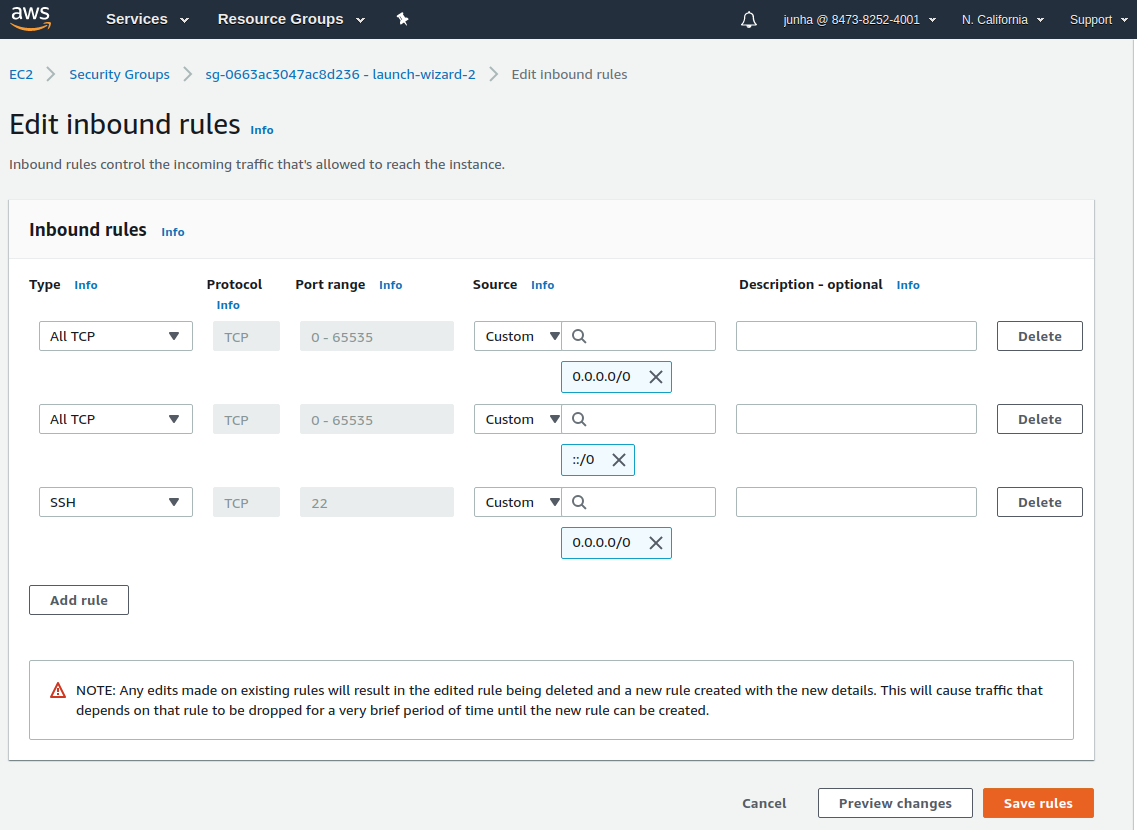 aws Services Resource Groups junha @ 8473-8252-4001 N. California Support
EC2 Security Groups sg-0663ac3047ac8d236 - launch-wizard-2 Edit inbound rules
Edit inbound rules Info
Inbound rules control the incoming traffic that's allowed to reach the instance.
Inbound rules Info
Type Info Protocol Info Port range Info Source Info Description - optional Info
All TCP TCP 0 - 65535 Custom Delete
0.0.0.0/0
All TCP TCP 0 - 65535 Custom Delete
::/0
SSH TCP 22 Custom Delete
0.0.0.0/0
Add rule
NOTE: Any edits made on existing rules will result in the edited rule being deleted and a new rule created with the new details. This will cause traffic that
depends on that rule to be dropped for a very brief period of time until the new rule can be created.
Cancel Preview changes Save rules